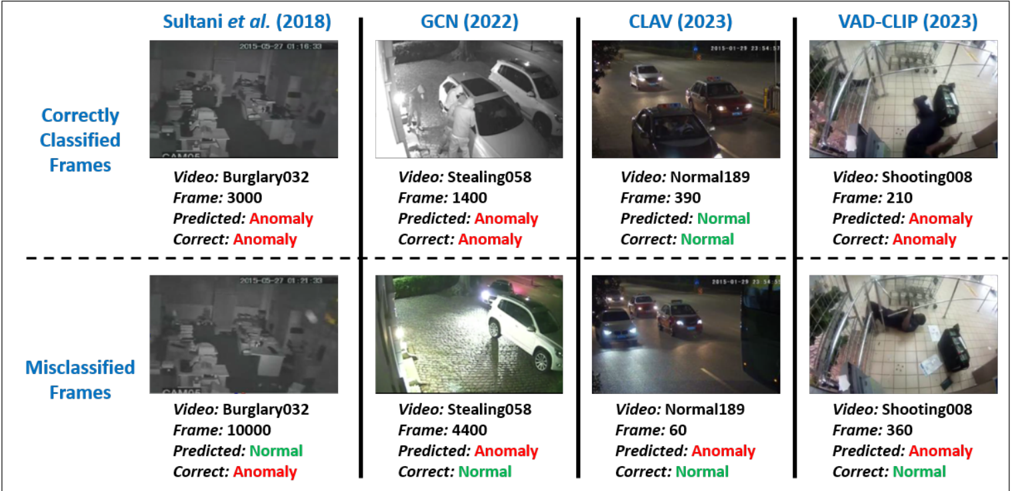 Sultani et al. (2018)
GCN (2022)
CLAV (2023)
VAD-CLIP (2023)
Correctly
Classified
Frames
2015-05-27 01:18:33
CAM05
Video: Burglary032
Frame: 3000
Predicted: Anomaly
Correct: Anomaly
Video: Stealing058
Frame: 1400
Predicted: Anomaly
Correct: Anomaly
2015-01-29 23:54:57
Video: Normal189
Frame: 390
Predicted: Normal
Correct: Normal
Video: Shooting008
Frame: 210
Predicted: Anomaly
Correct: Anomaly
Misclassified
Frames
2015-05-27 01:21:33
CAM05
Video: Burglary032
Frame: 10000
Predicted: Normal
Correct: Anomaly
Video: Stealing058
Frame: 4400
Predicted: Anomaly
Correct: Normal
2015-01-29 23:54:5
Video: Normal189
Frame: 60
Predicted: Anomaly
Correct: Normal
Video: Shooting008
Frame: 360
Predicted: Anomaly
Correct: Normal